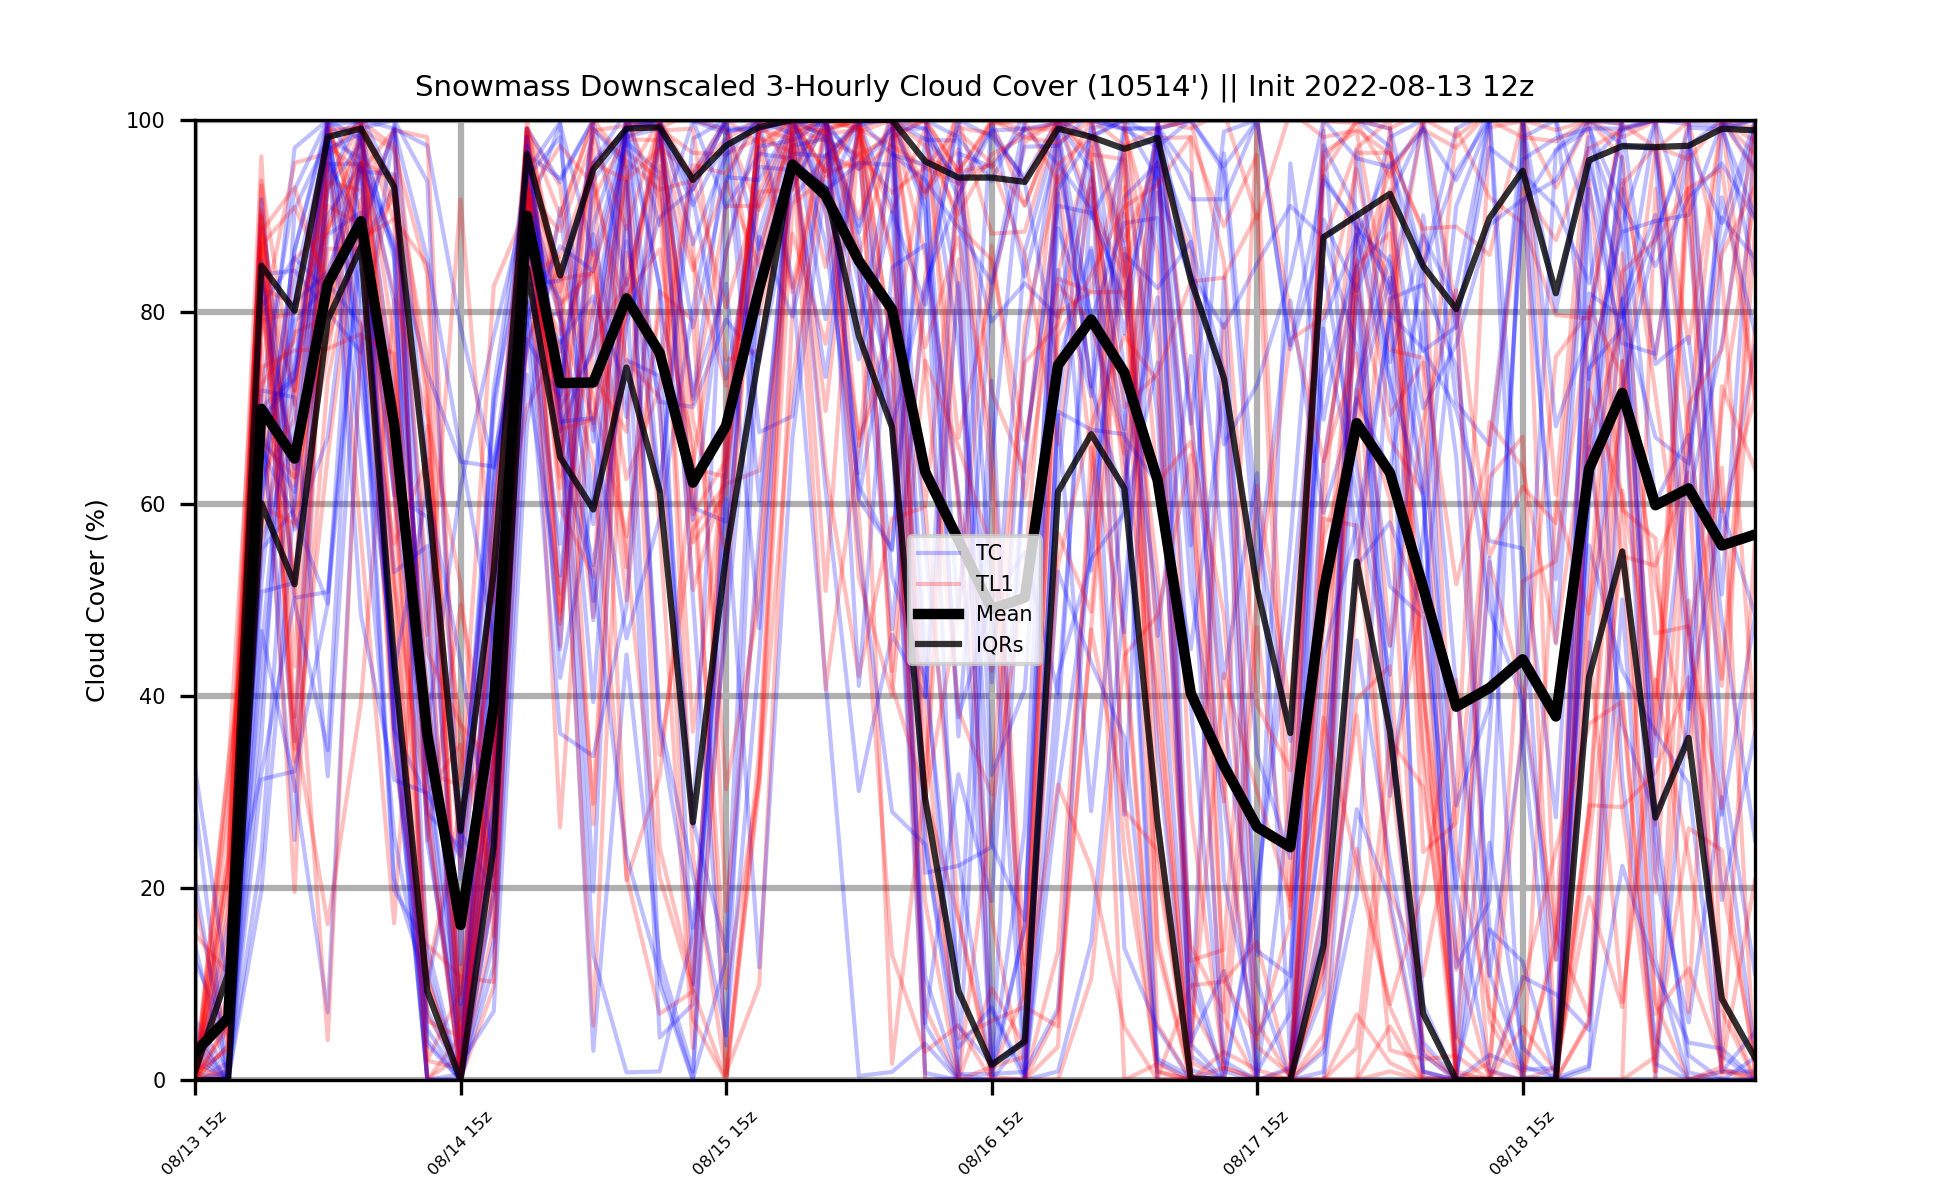 Snowmass Downscaled 3-Hourly Cloud Cover (10514') || Init 2022-08-13 12z
Cloud Cover (%)
100
80
60
40
20
0
TC
TL1
Mean
IQRs
08/13 15z
08/14 15z
08/15 15z
08/16 15z
08/17 15z
08/18 15z